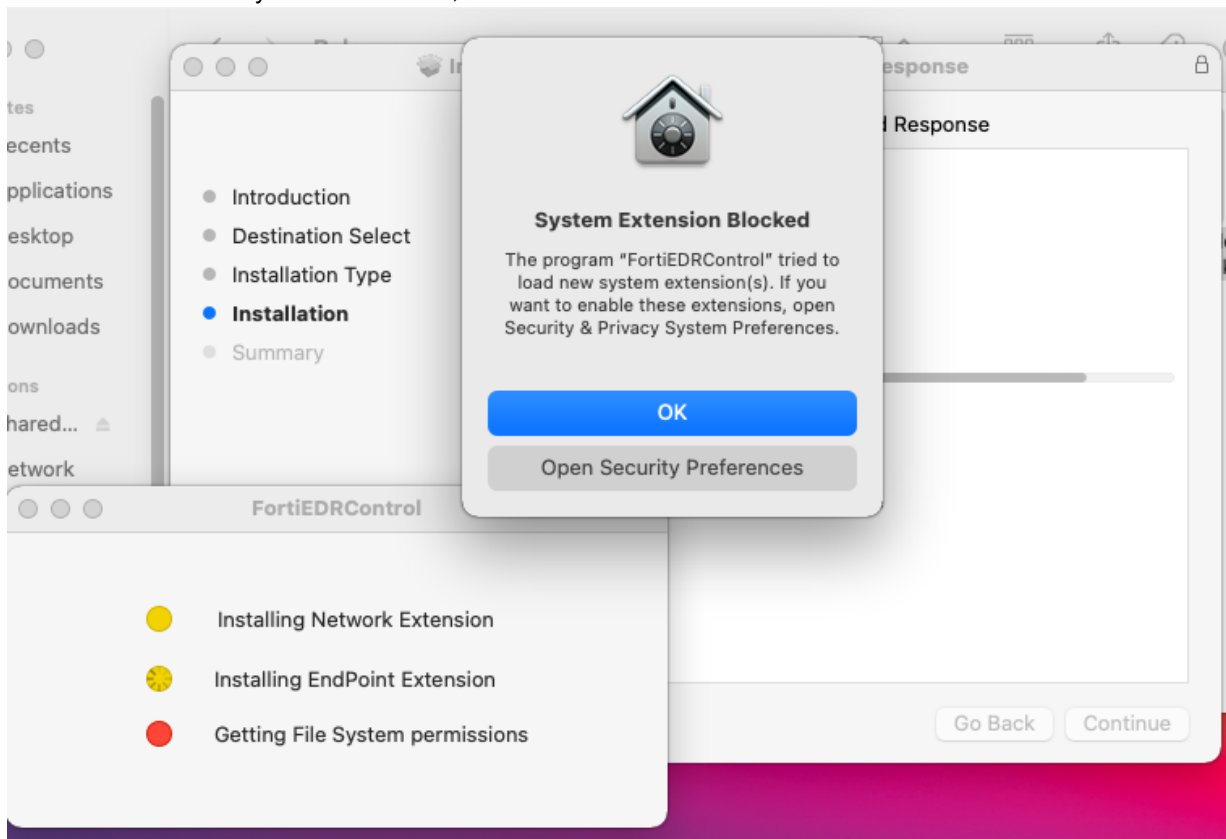 tes
ecents
pplications
esktop
ocuments
ownloads
ons
hared...
etwork
esponse
d Response
Introduction
Destination Select
Installation Type
Installation
Summary
System Extension Blocked
The program “FortiEDRControl” tried to
load new system extension(s). If you
want to enable these extensions, open
Security & Privacy System Preferences.
OK
Open Security Preferences
Go Back
Continue
FortiEDRControl
Installing Network Extension
Installing EndPoint Extension
Getting File System permissions